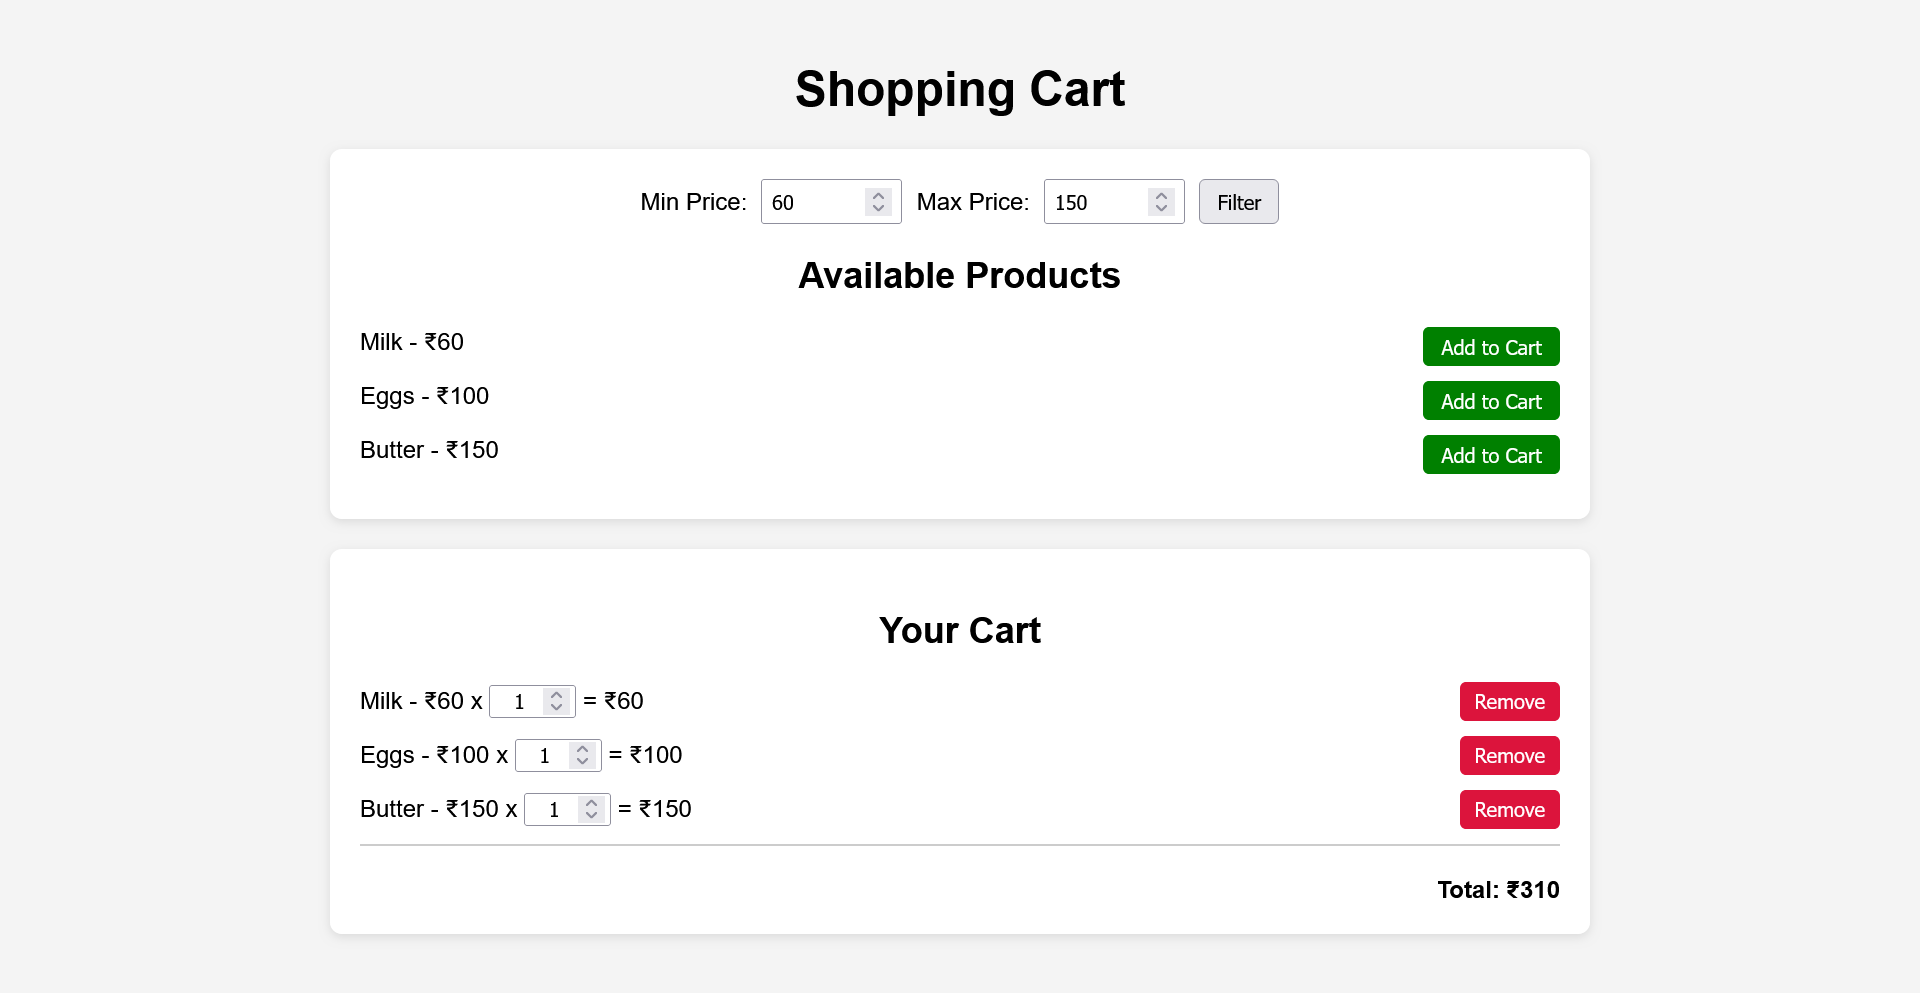 Shopping Cart
Min Price: 60 Max Price: 150 Filter
Available Products
Milk - ₹60 Add to Cart
Eggs - ₹100 Add to Cart
Butter - ₹150 Add to Cart
Your Cart
Milk - ₹60 x 1 = ₹60 Remove
Eggs - ₹100 x 1 = ₹100 Remove
Butter - ₹150 x 1 = ₹150 Remove
Total: ₹310